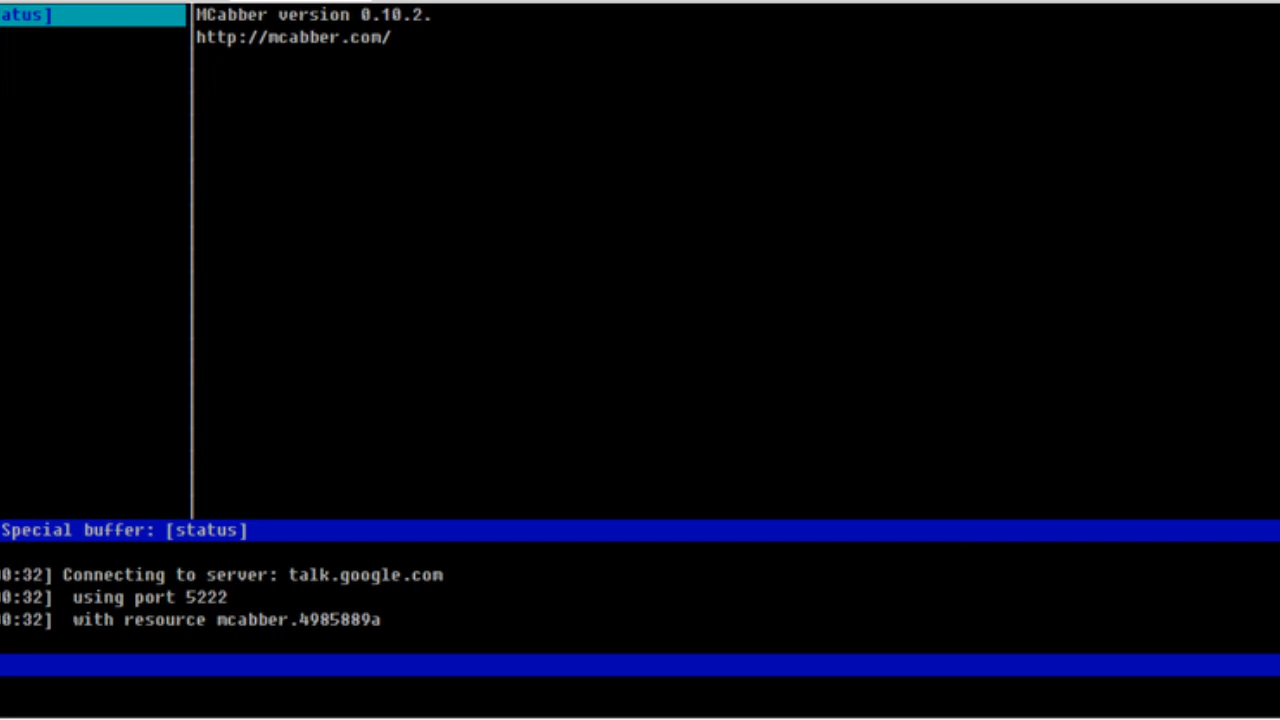 atus]
MCabber version 0.10.2.
http://mcabber.com/
Special buffer: [status]
0:32] Connecting to server: talk.google.com
0:32] using port 5222
0:32] with resource mcabber.4985889a